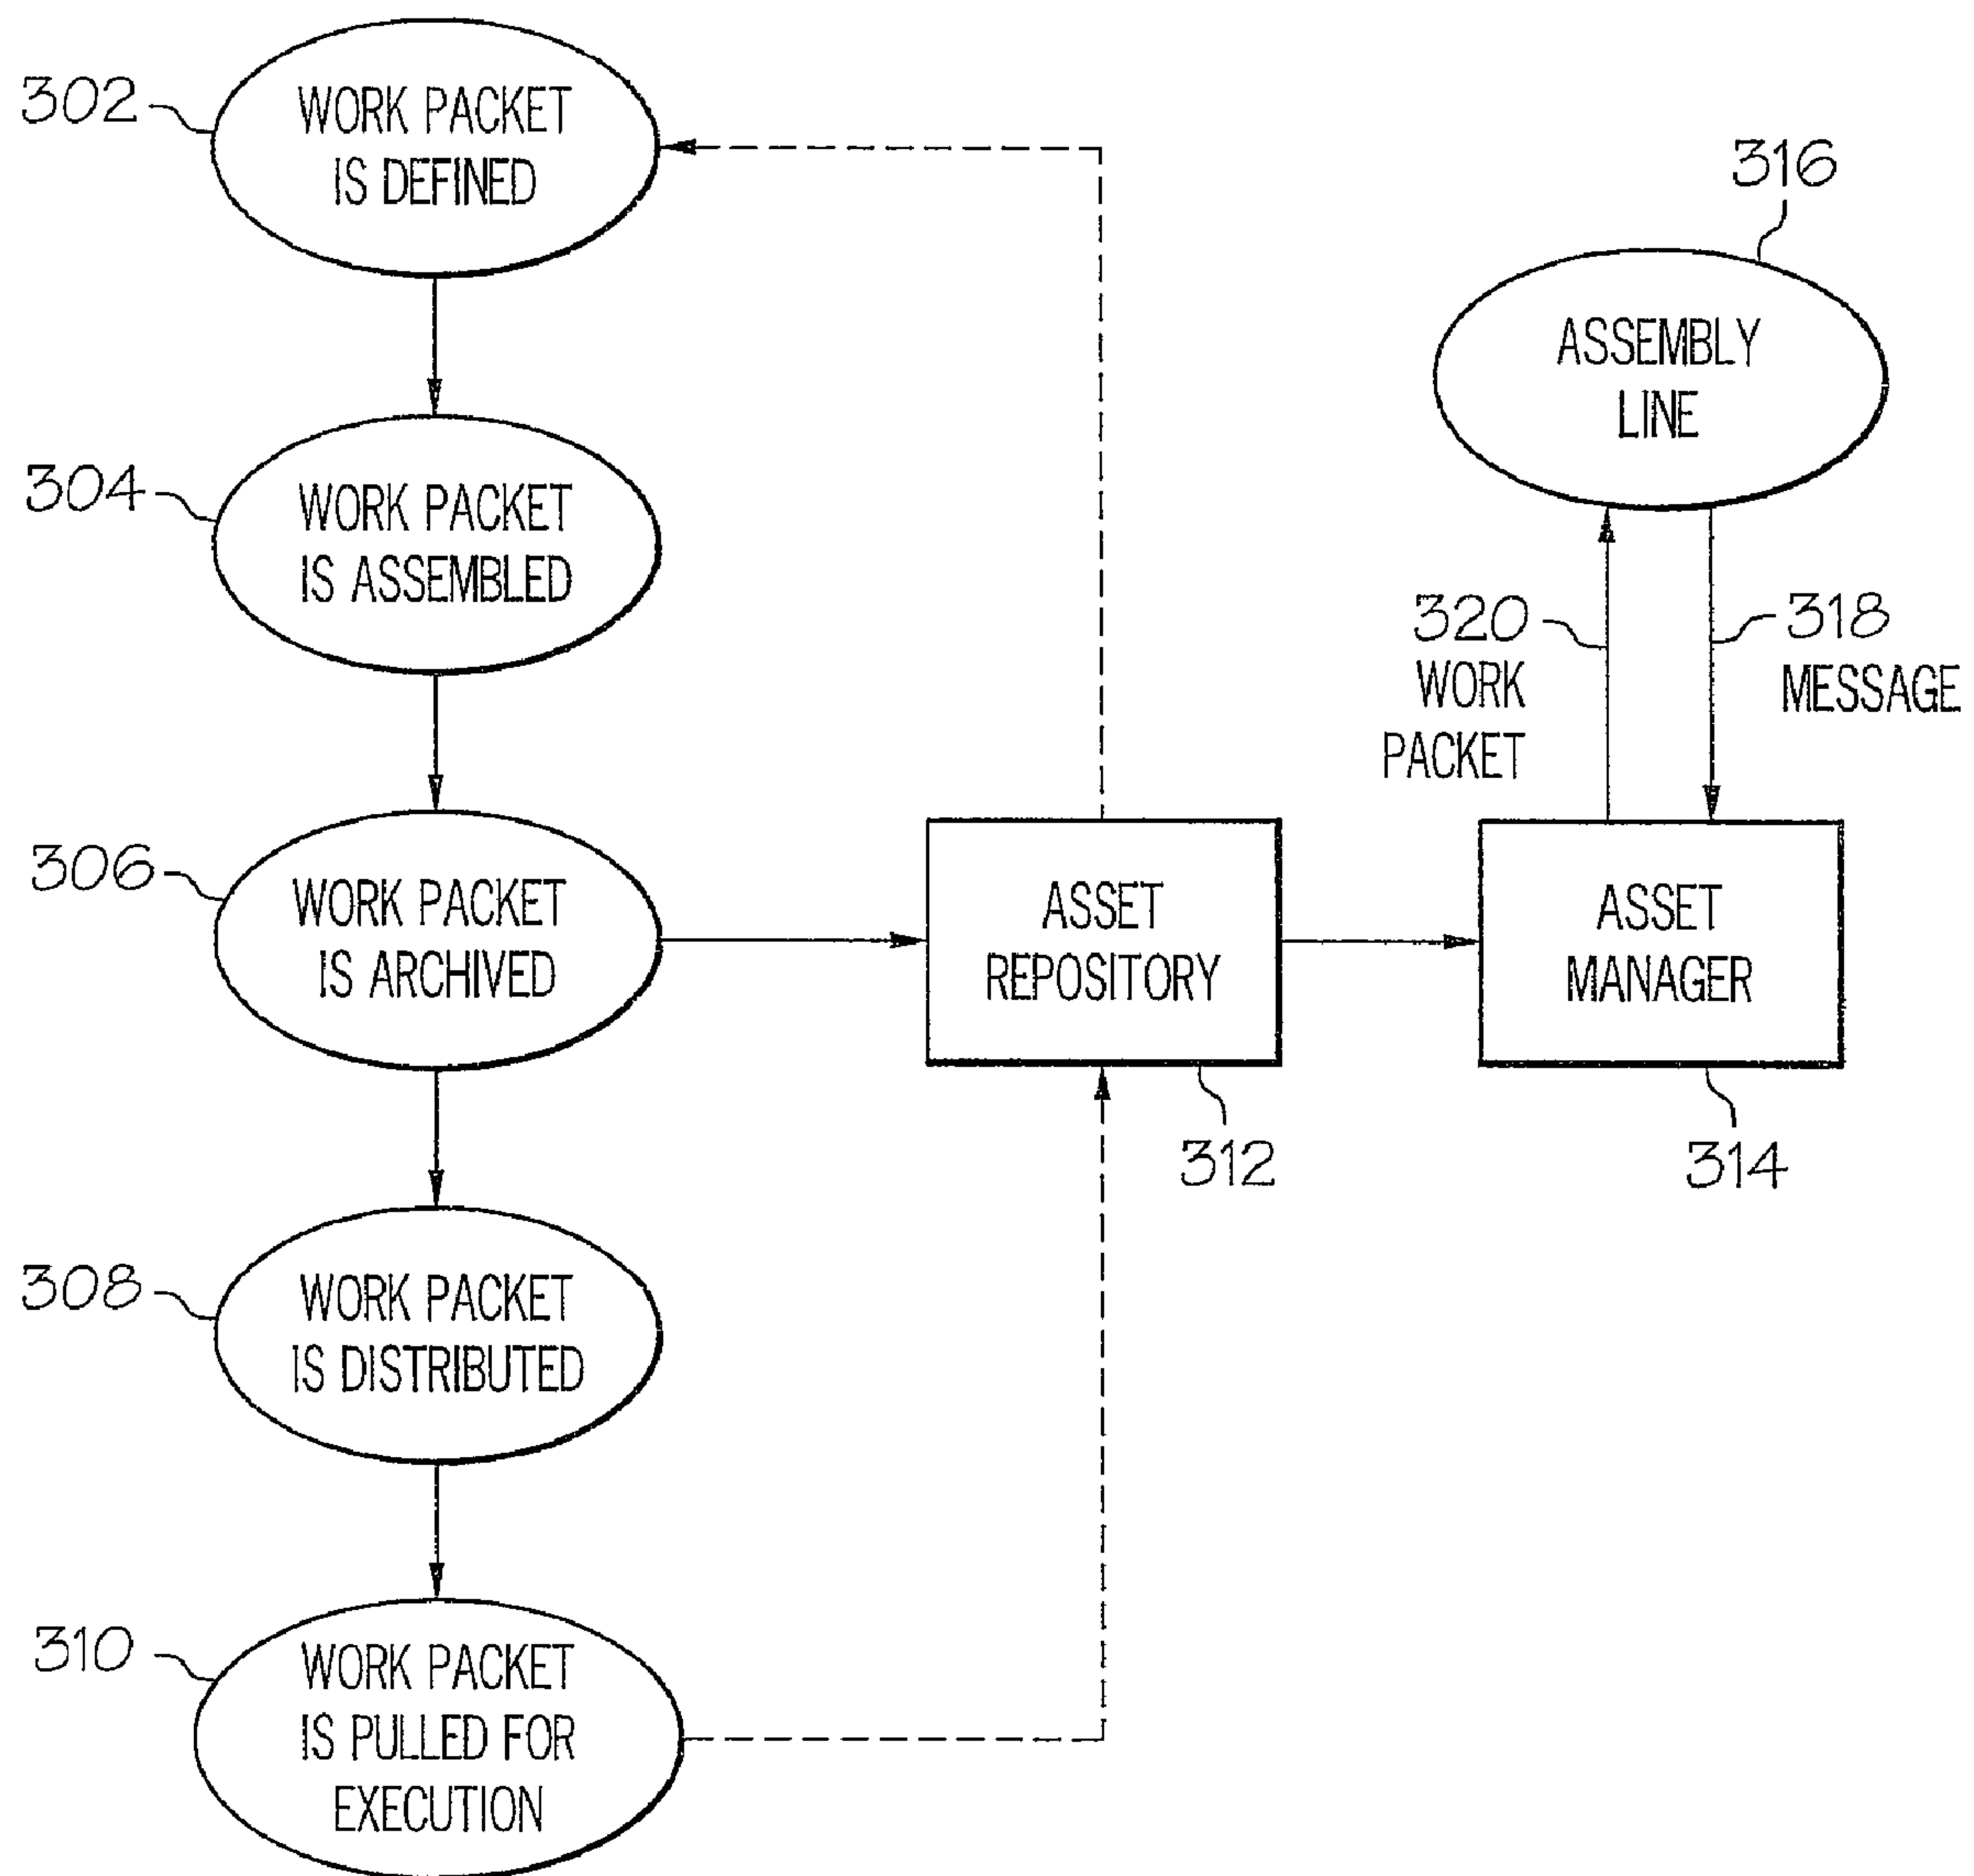 302
WORK PACKET
IS DEFINED
316
ASSEMBLY
LINE
304
WORK PACKET
IS ASSEMBLED
320
WORK
PACKET
318
MESSAGE
306
WORK PACKET
IS ARCHIVED
ASSET
REPOSITORY
312
ASSET
MANAGER
314
308
WORK PACKET
IS DISTRIBUTED
310
WORK PACKET
IS PULLED FOR
EXECUTION